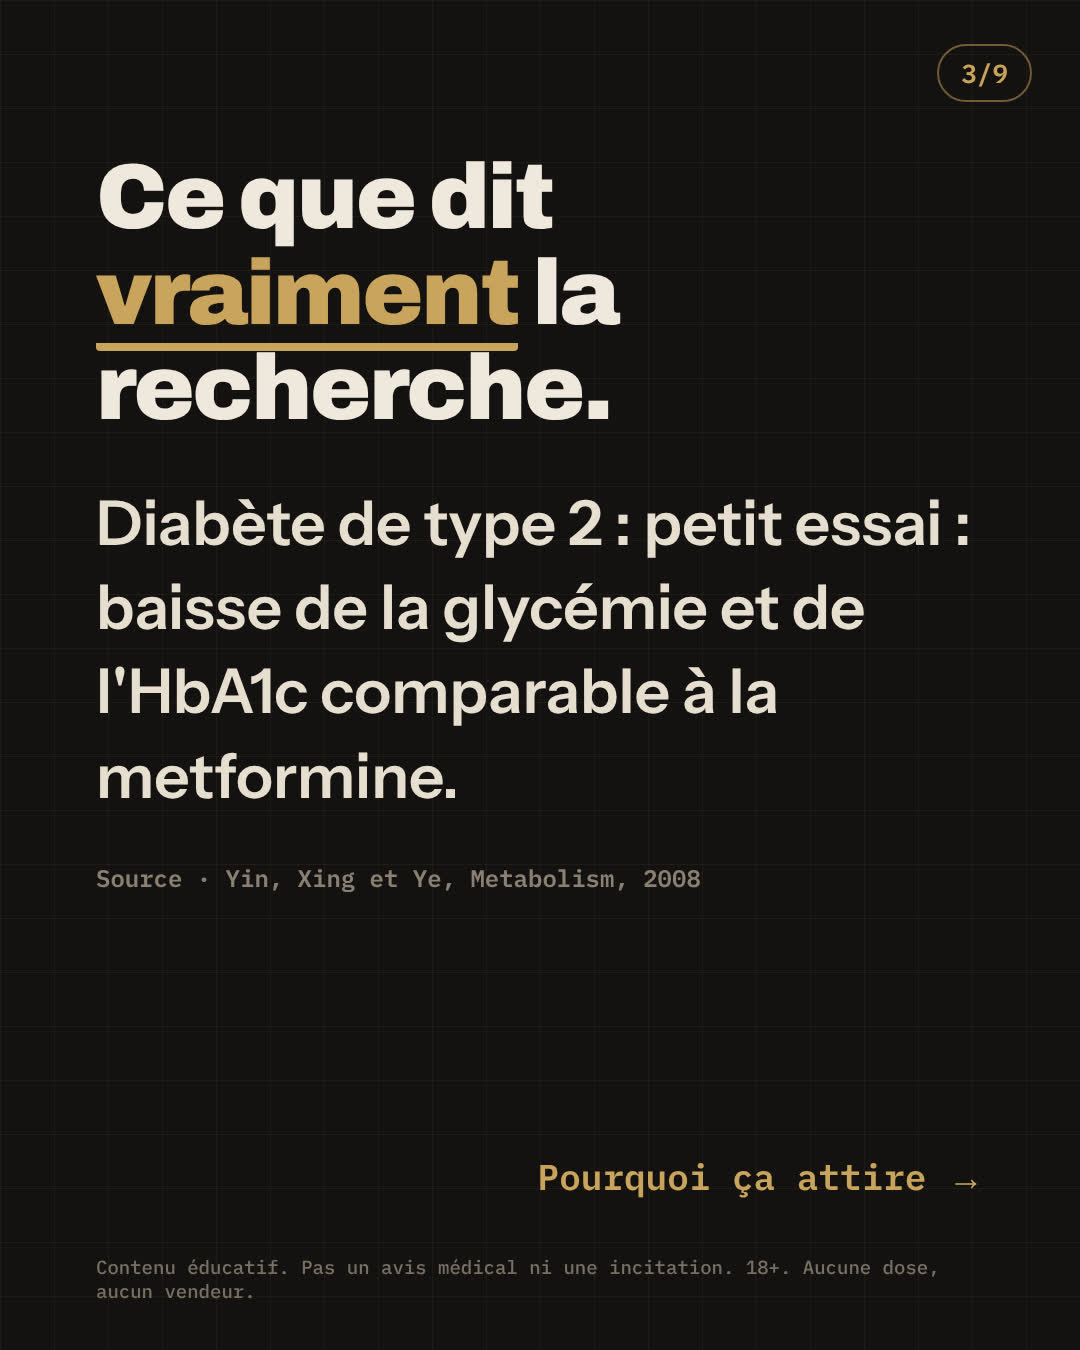 3/9
Ce que dit
vraiment la
recherche.
Diabète de type 2 : petit essai :
baisse de la glycémie et de
l'HbA1c comparable à la
metformine.
Source · Yin, Xing et Ye, Metabolism, 2008
Pourquoi ça attire →
Contenu éducatif. Pas un avis médical ni une incitation. 18+. Aucune dose,
aucun vendeur.